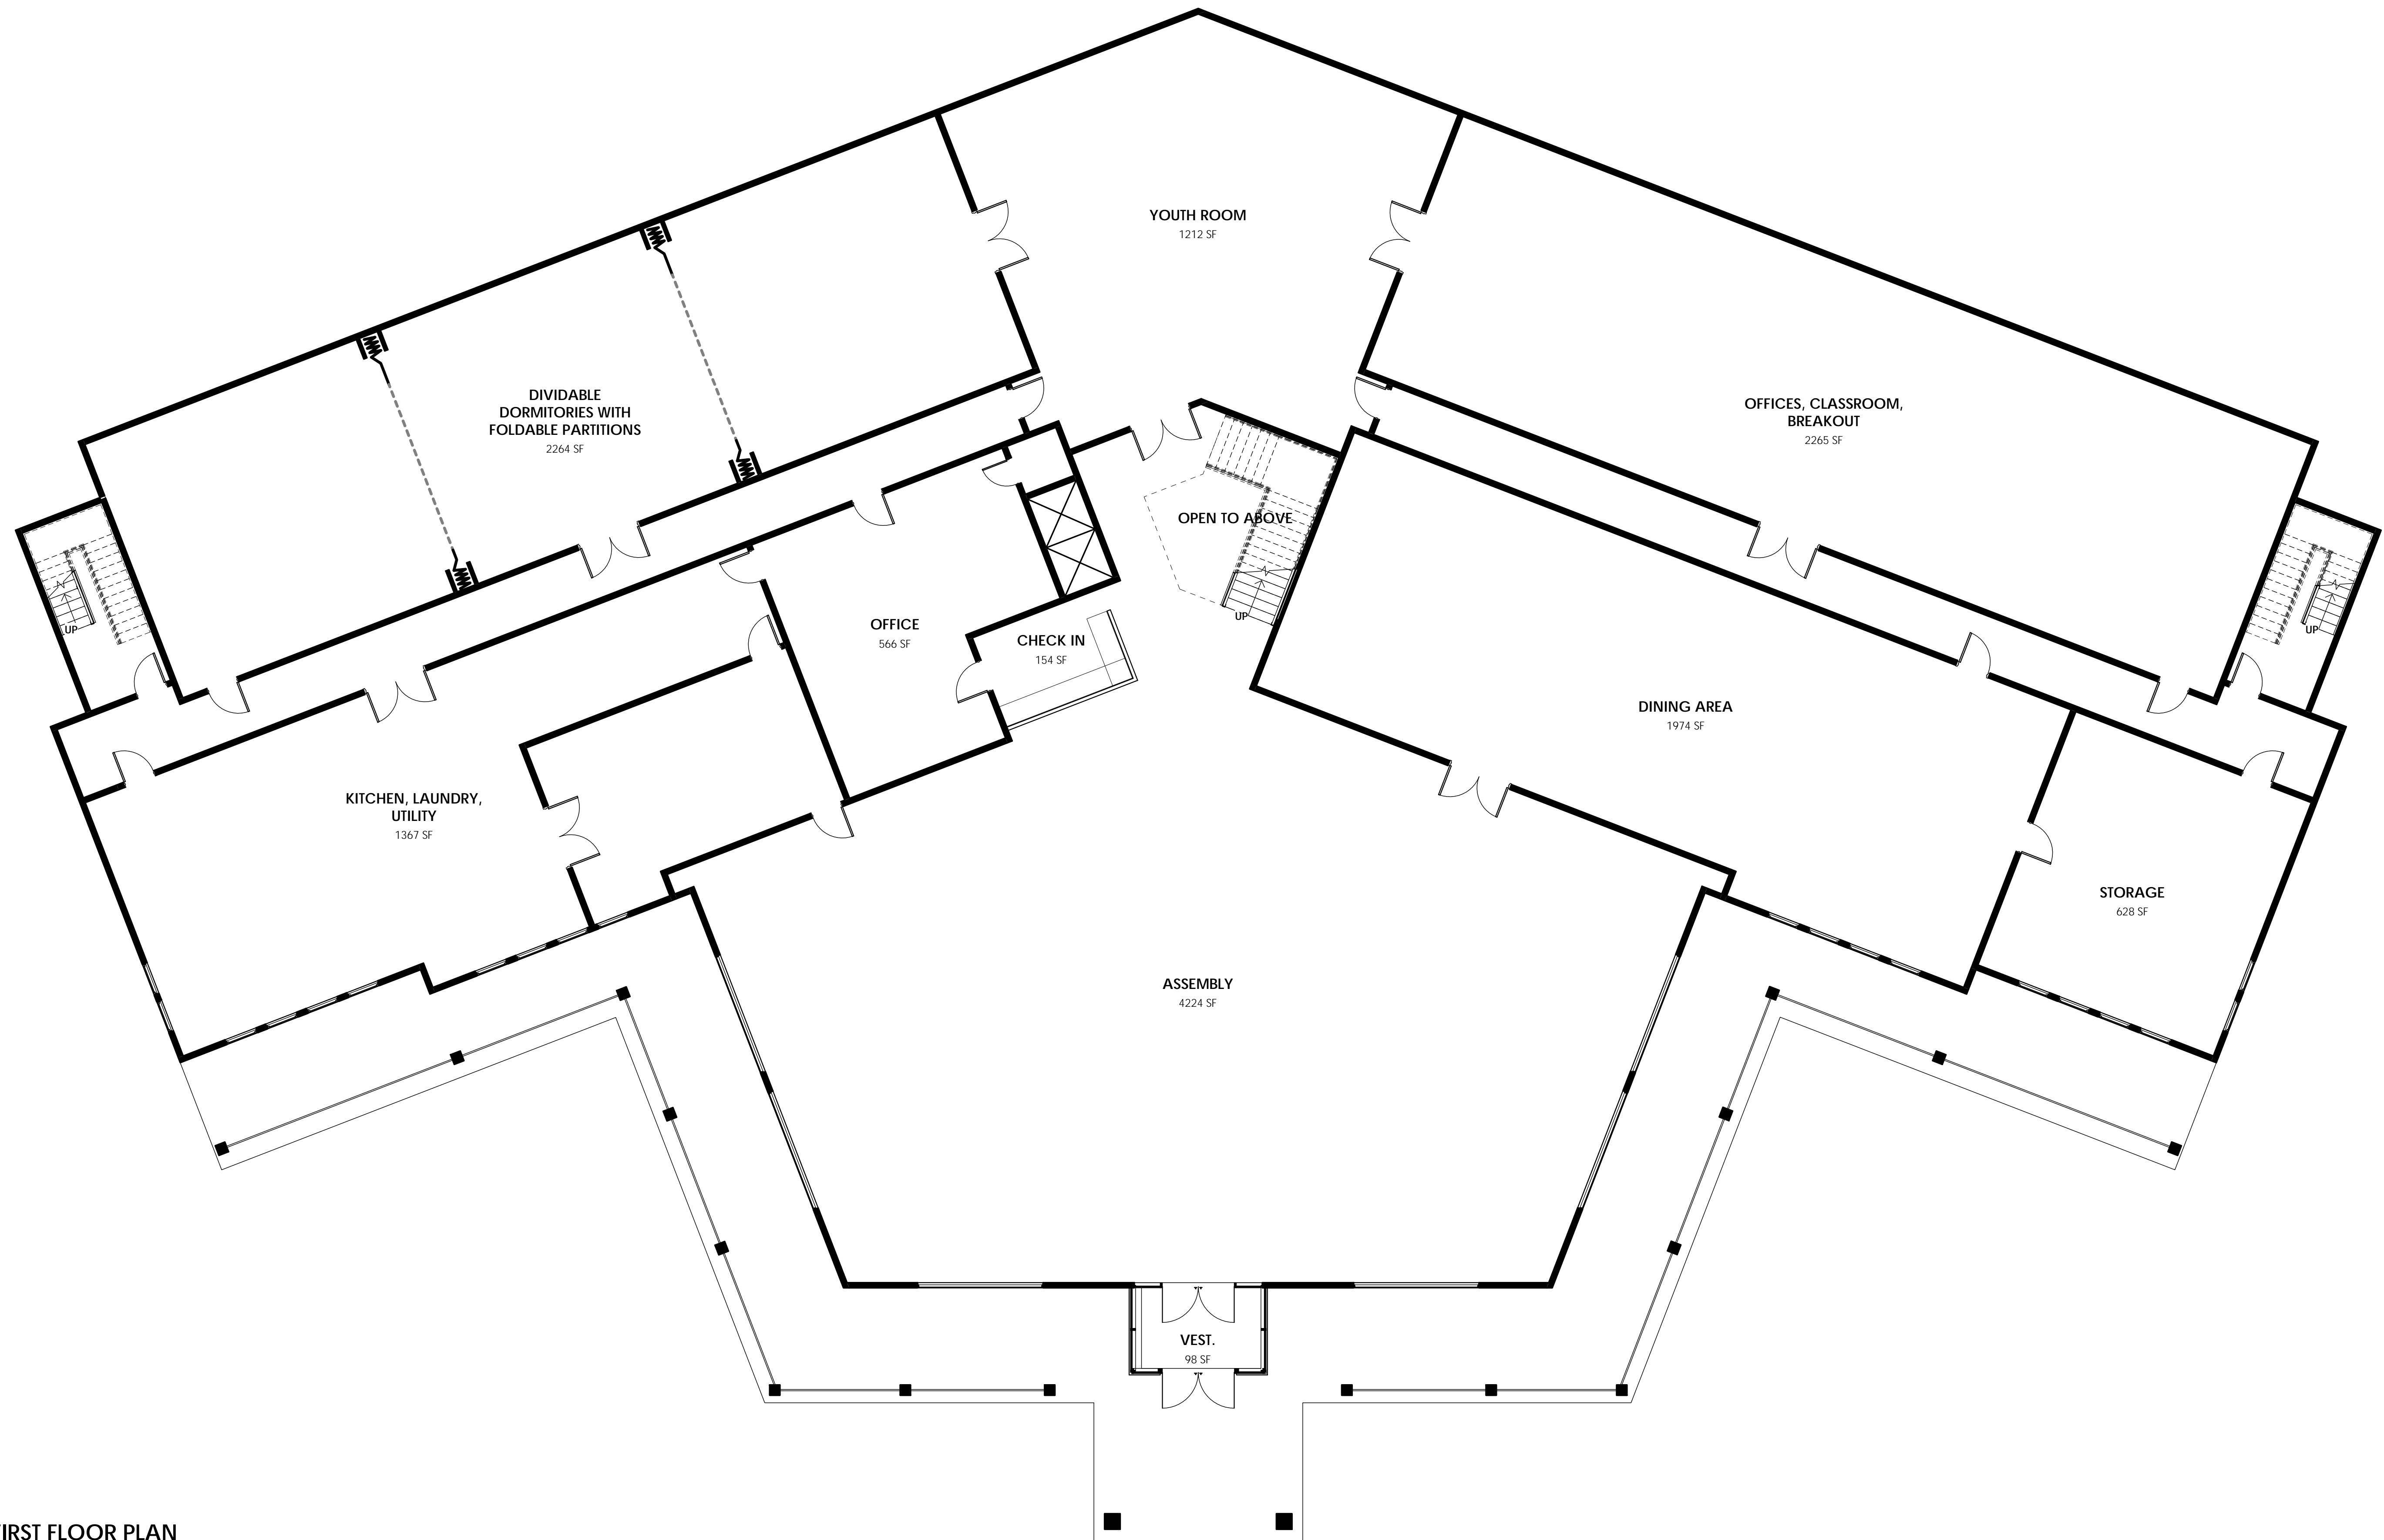 YOUTH ROOM
1212 SF
DIVIDABLE
DORMITORIES WITH
FOLDABLE PARTITIONS
2264 SF
OFFICES, CLASSROOM,
BREAKOUT
2265 SF
OPEN TO ABOVE
UP
UP
UP
OFFICE
566 SF
CHECK IN
154 SF
DINING AREA
1974 SF
KITCHEN, LAUNDRY,
UTILITY
1367 SF
STORAGE
628 SF
ASSEMBLY
4224 SF
VEST.
98 SF
IRST FLOOR PLAN